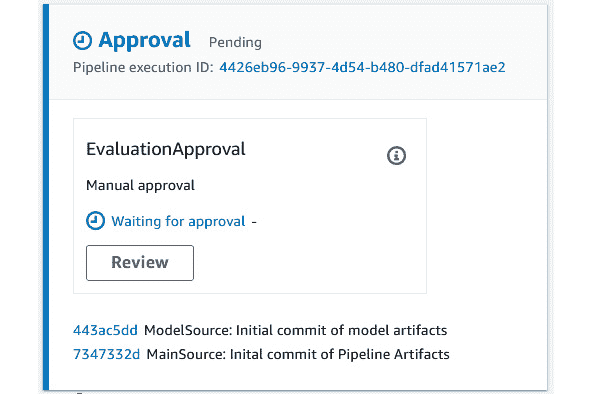 Approval Pending
Pipeline execution ID: 4426eb96-9937-4d54-b480-dfad41571ae2
EvaluationApproval
Manual approval
Waiting for approval -
Review
443ac5dd ModelSource: Initial commit of model artifacts
7347332d MainSource: Inital commit of Pipeline Artifacts